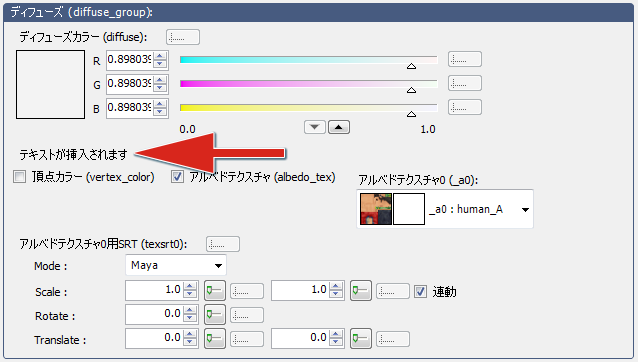 ディフューズ (diffuse_group):
ディフューズカラー (diffuse):
R 0.898039
G 0.898039
B 0.898039
0.0 1.0
テキストが挿入されます
頂点カラー (vertex_color) アルベドテクスチャ (albedo_tex)
アルベドテクスチャ0 (_a0):
_a0 : human_A
アルベドテクスチャ0用SRT (texsrt0):
Mode : Maya
Scale : 1.0 1.0 連動
Rotate : 0.0
Translate : 0.0 0.0